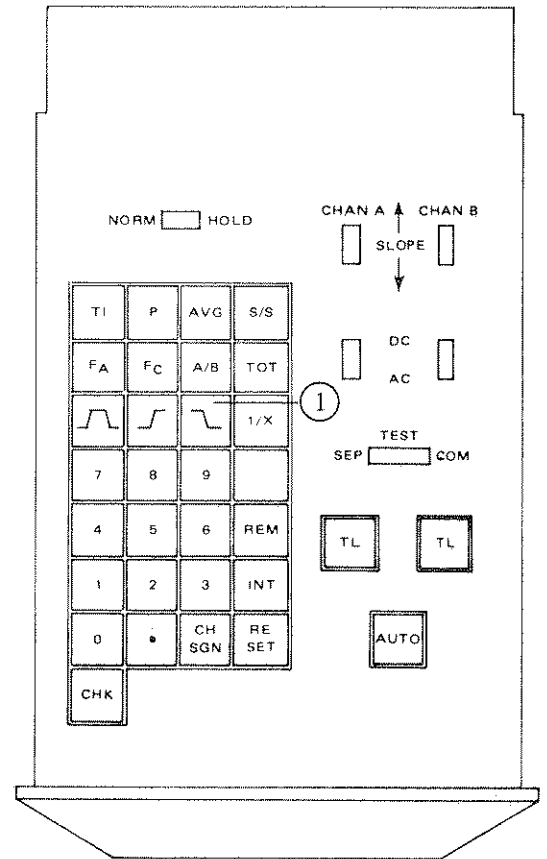 NORM HOLD
CHAN A CHAN B
SLOPE
TI P AVG S/S
FA FC A/B TOT
1/X
1
DC
AC
TEST
SEP COM
7 8 9
4 5 6 REM
1 2 3 INT
0 . CH SGN RE SET
CHK
TL TL
AUTO